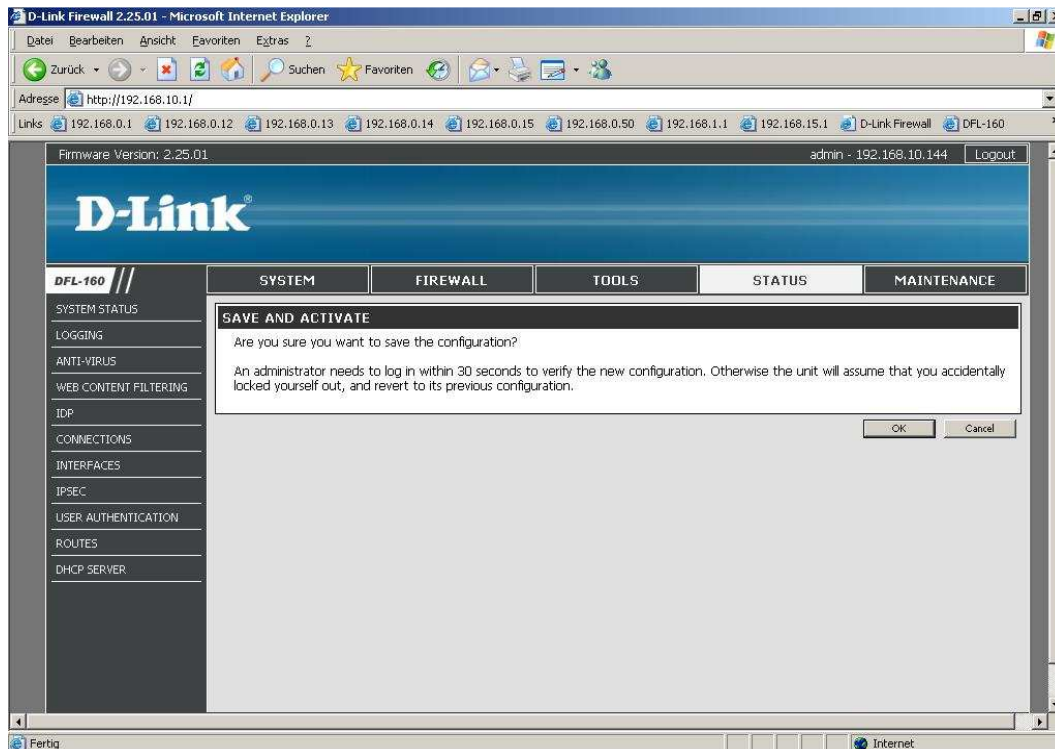 D-Link Firewall 2.25.01 - Microsoft Internet Explorer
Datei Bearbeiten Ansicht Favoriten Extras ?
Zurück Suchen Favoriten
Adresse http://192.168.10.1/
Links 192.168.0.1 192.168.0.12 192.168.0.13 192.168.0.14 192.168.0.15 192.168.0.50 192.168.1.1 192.168.15.1 D-Link Firewall DFL-160
Firmware Version: 2.25.01 admin - 192.168.10.144 Logout
D-Link®
DFL-160 SYSTEM FIREWALL TOOLS STATUS MAINTENANCE
SYSTEM STATUS
LOGGING
ANTI-VIRUS
WEB CONTENT FILTERING
IDP
CONNECTIONS
INTERFACES
IPSEC
USER AUTHENTICATION
ROUTES
DHCP SERVER
SAVE AND ACTIVATE
Are you sure you want to save the configuration?
An administrator needs to log in within 30 seconds to verify the new configuration. Otherwise the unit will assume that you accidentally
locked yourself out, and revert to its previous configuration.
OK Cancel
Fertig Internet